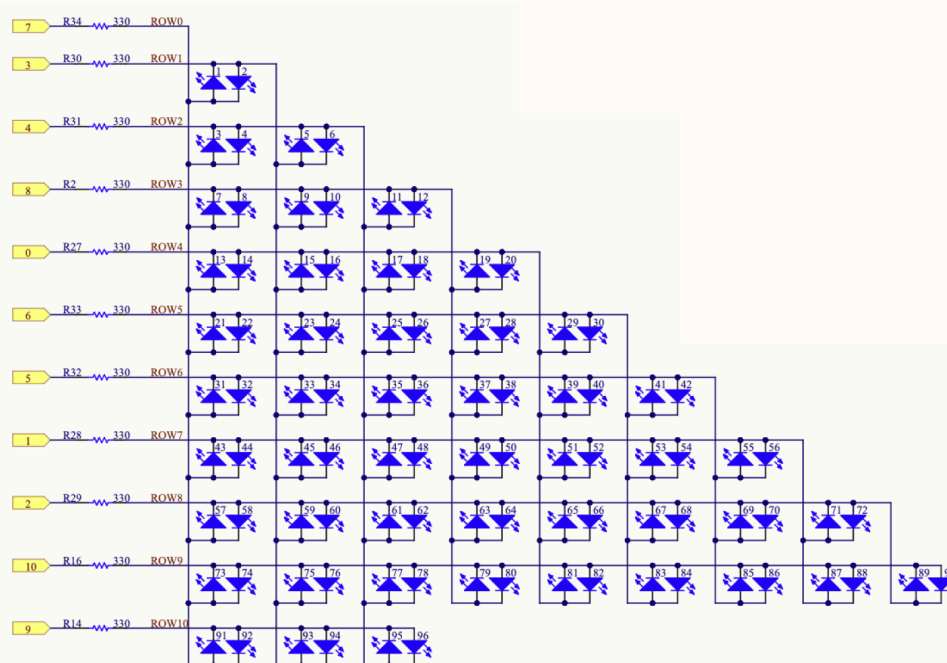 7 R34 330 ROW0
3 R30 330 ROW1
1 2
4 R31 330 ROW2
3 4 5 6
8 R2 330 ROW3
7 8 9 10 11 12
0 R27 330 ROW4
13 14 15 16 17 18 19 20
6 R33 330 ROW5
21 22 23 24 25 26 27 28 29 30
5 R32 330 ROW6
31 32 33 34 35 36 37 38 39 40 41 42
1 R28 330 ROW7
43 44 45 46 47 48 49 50 51 52 53 54 55 56
2 R29 330 ROW8
57 58 59 60 61 62 63 64 65 66 67 68 69 70 71 72
10 R16 330 ROW9
73 74 75 76 77 78 79 80 81 82 83 84 85 86 87 88 89
9 R14 330 ROW10
91 92 93 94 95 96